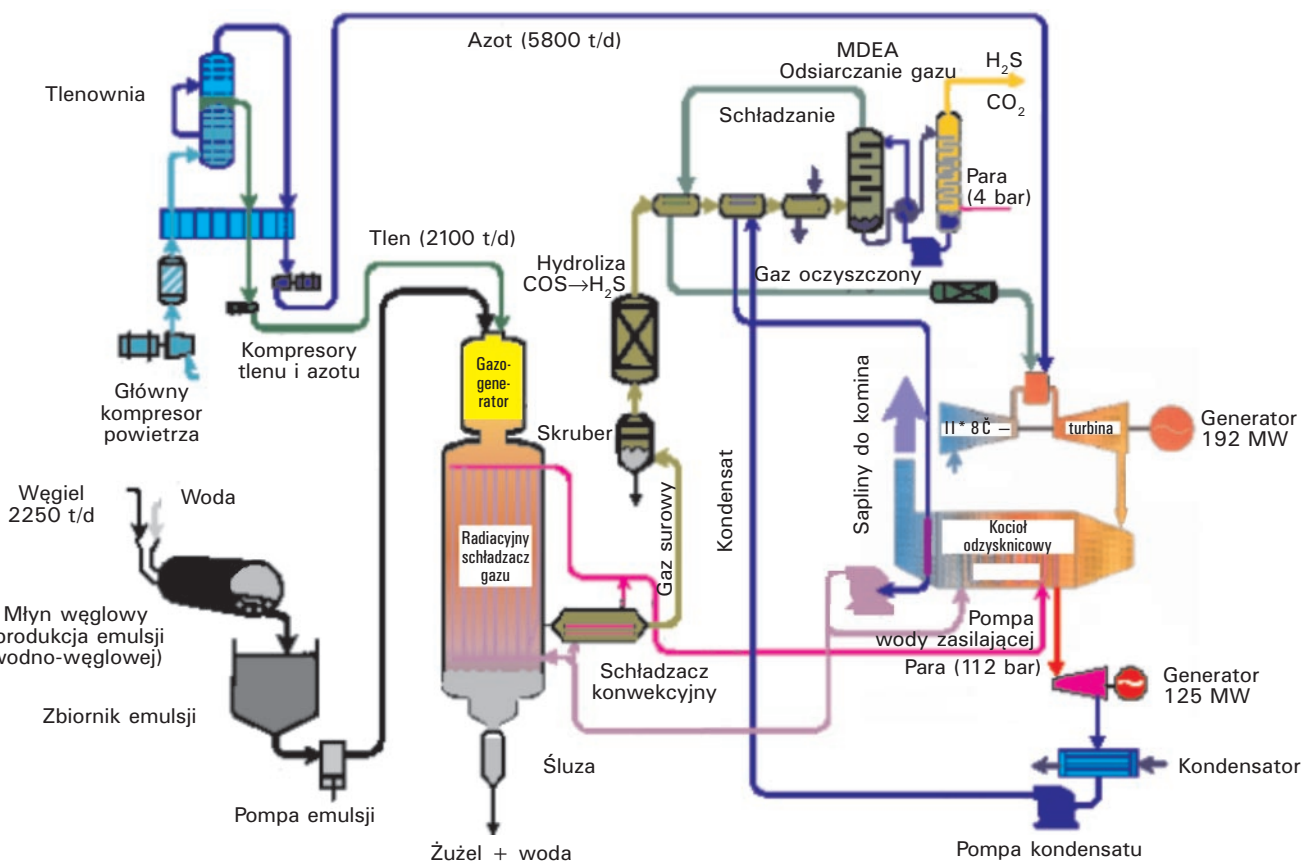 Azot (5800 t/d)
MDEA
Odsiarczanie gazu
H₂S
CO₂
Tlenownia
Schładzanie
Para
(4 bar)
Tlen (2100 t/d)
Hydroliza
COS→H₂S
Gaz oczyszczony
Kompresory
tlenu i azotu
Główny
kompresor
powietrza
Gazo-
gene-
rator
Skruber
turbina
Generator
192 MW
Węgiel
2250 t/d
Woda
Gaz surowy
Kondensat
Sapliny do komina
Radiacyjny
schładzacz
gazu
Kocioł
odzysknicowy
Młyn węglowy
produkcja emulsji
wodno-węglowej)
Pompa
wody zasilającej
Para (112 bar)
Schładzacz
konwekcyjny
Generator
125 MW
Zbiornik emulsji
Śluza
Kondensator
Pompa emulsji
Żużel + woda
Pompa kondensatu